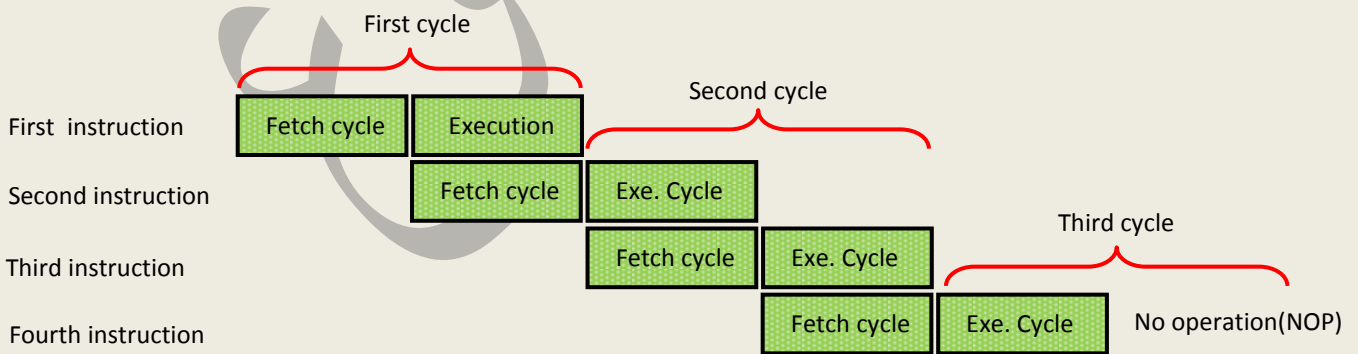 First cycle
Second cycle
First instruction Fetch cycle Execution
Second instruction Fetch cycle Exe. Cycle
Third cycle
Third instruction Fetch cycle Exe. Cycle
Fourth instruction Fetch cycle Exe. Cycle No operation(NOP)